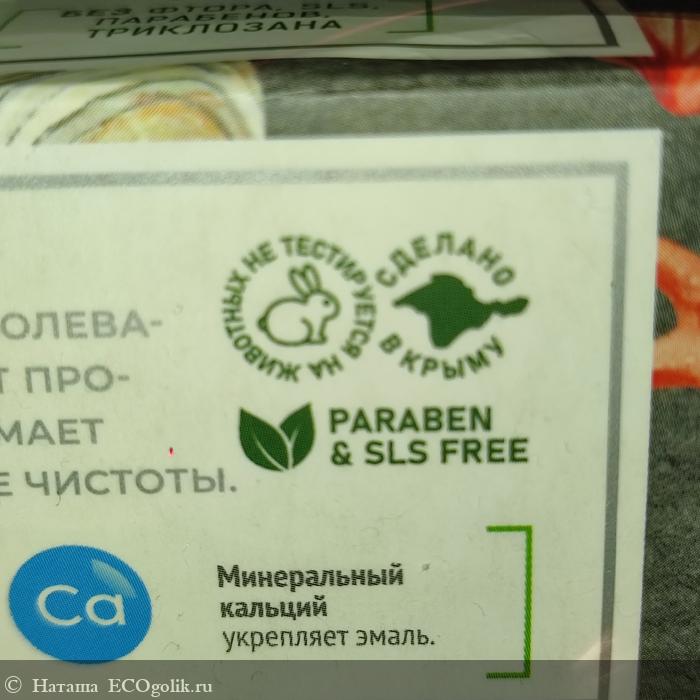 БЕЗ ФТОРА, SLS,
ПАРАБЕНОВ,
ТРИКЛОЗАНА
НА ЖИВОТНЫХ НЕ ТЕСТИРУЕТСЯ
СДЕЛАНО
В КРЫМУ
ОЛЕВА-
Т ПРО-
МАЕТ
Е ЧИСТОТЫ.
PARABEN
& SLS FREE
Ca
Минеральный
кальций
укрепляет эмаль.
© Наташа ECOgolik.ru